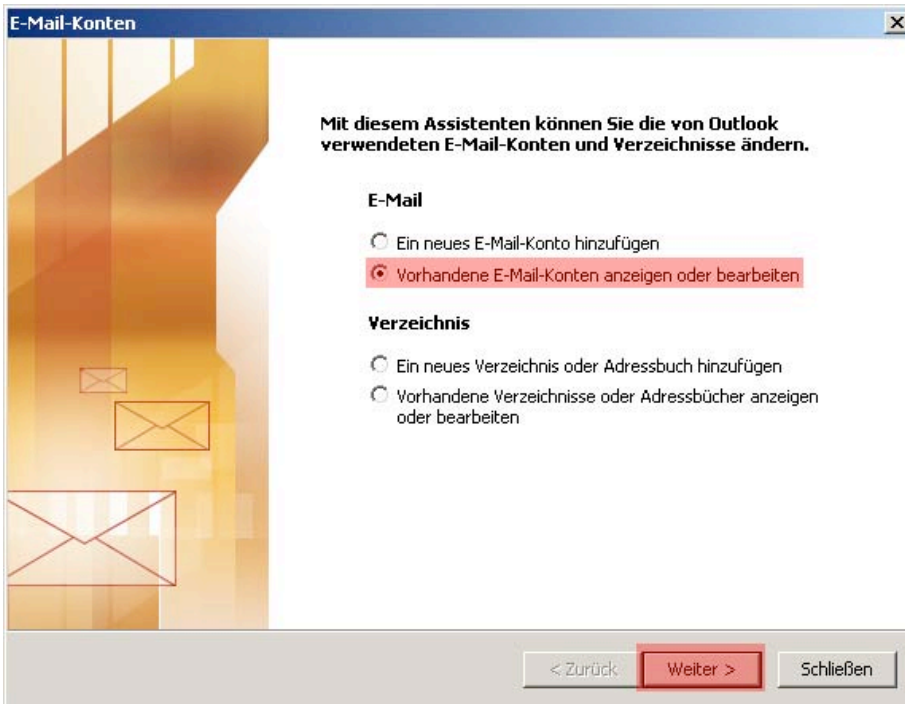 E-Mail-Konten
Mit diesem Assistenten können Sie die von Outlook
verwendeten E-Mail-Konten und Verzeichnisse ändern.
E-Mail
Ein neues E-Mail-Konto hinzufügen
Vorhandene E-Mail-Konten anzeigen oder bearbeiten
Verzeichnis
Ein neues Verzeichnis oder Adressbuch hinzufügen
Vorhandene Verzeichnisse oder Adressbücher anzeigen
oder bearbeiten
< Zurück Weiter > Schließen